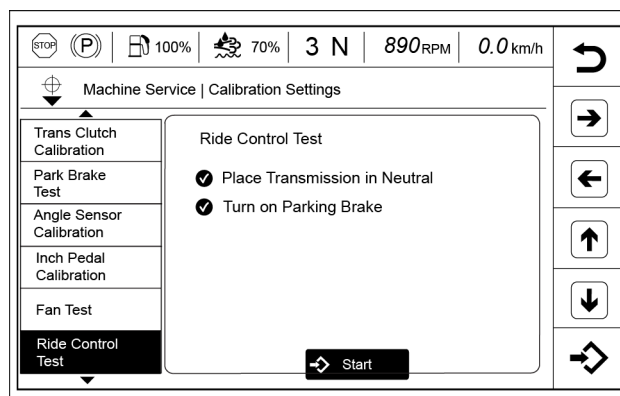 STOP (P) 100% 70% 3 N 890 RPM 0.0 km/h
Machine Service | Calibration Settings
Trans Clutch
Calibration
Park Brake
Test
Angle Sensor
Calibration
Inch Pedal
Calibration
Fan Test
Ride Control
Test
Ride Control Test
Place Transmission in Neutral
Turn on Parking Brake
Start